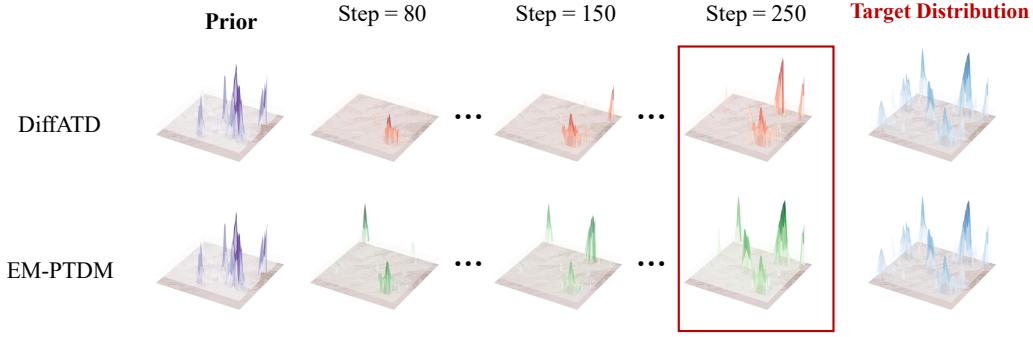 Prior Step = 80 Step = 150 Step = 250 Target Distribution
DiffATD ••• •••
EM-PTDM ••• •••